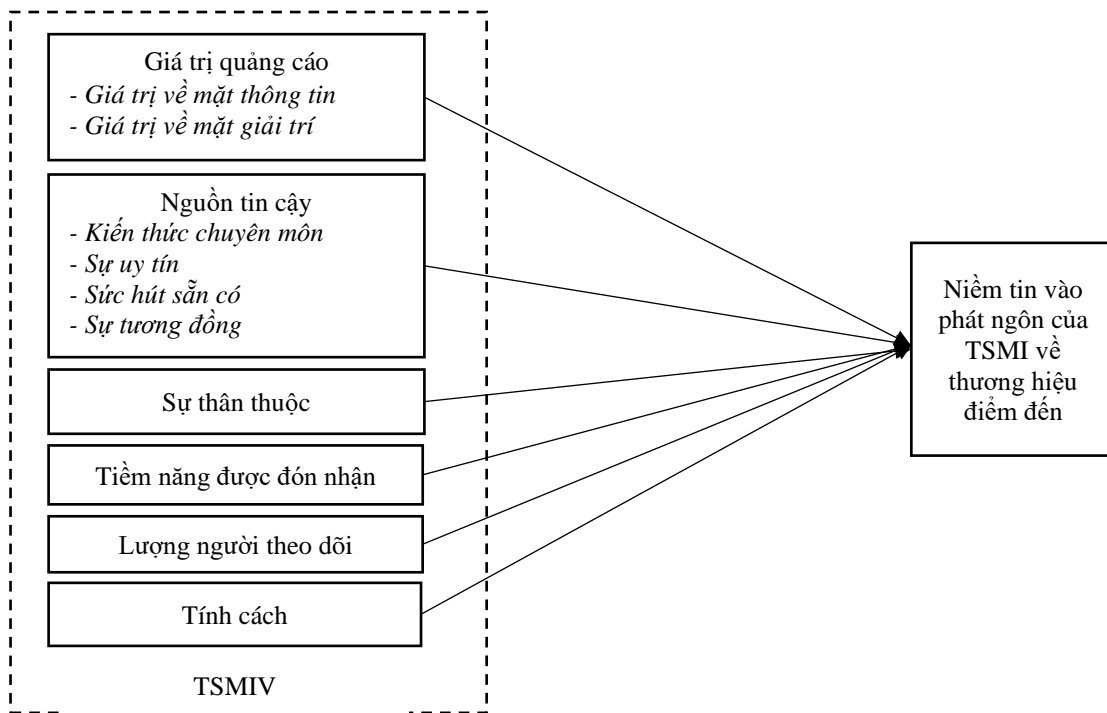 Giá trị quảng cáo
- Giá trị về mặt thông tin
- Giá trị về mặt giải trí
Nguồn tin cậy
- Kiến thức chuyên môn
- Sự uy tín
- Sức hút sẵn có
- Sự tương đồng
Sự thân thuộc
Tiềm năng được đón nhận
Lượng người theo dõi
Tính cách
TSMIV
Niềm tin vào
phát ngôn của
TSMI về
thương hiệu
điểm đến